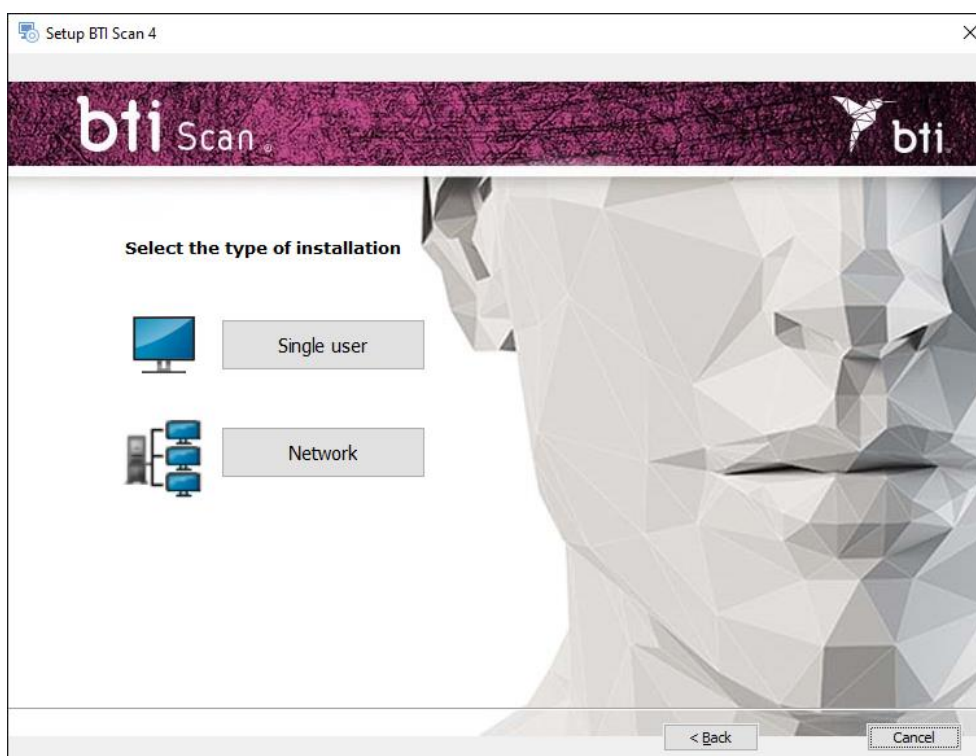 Setup BTI Scan 4
bti Scan®
bti
Select the type of installation
Single user
Network
< Back
Cancel